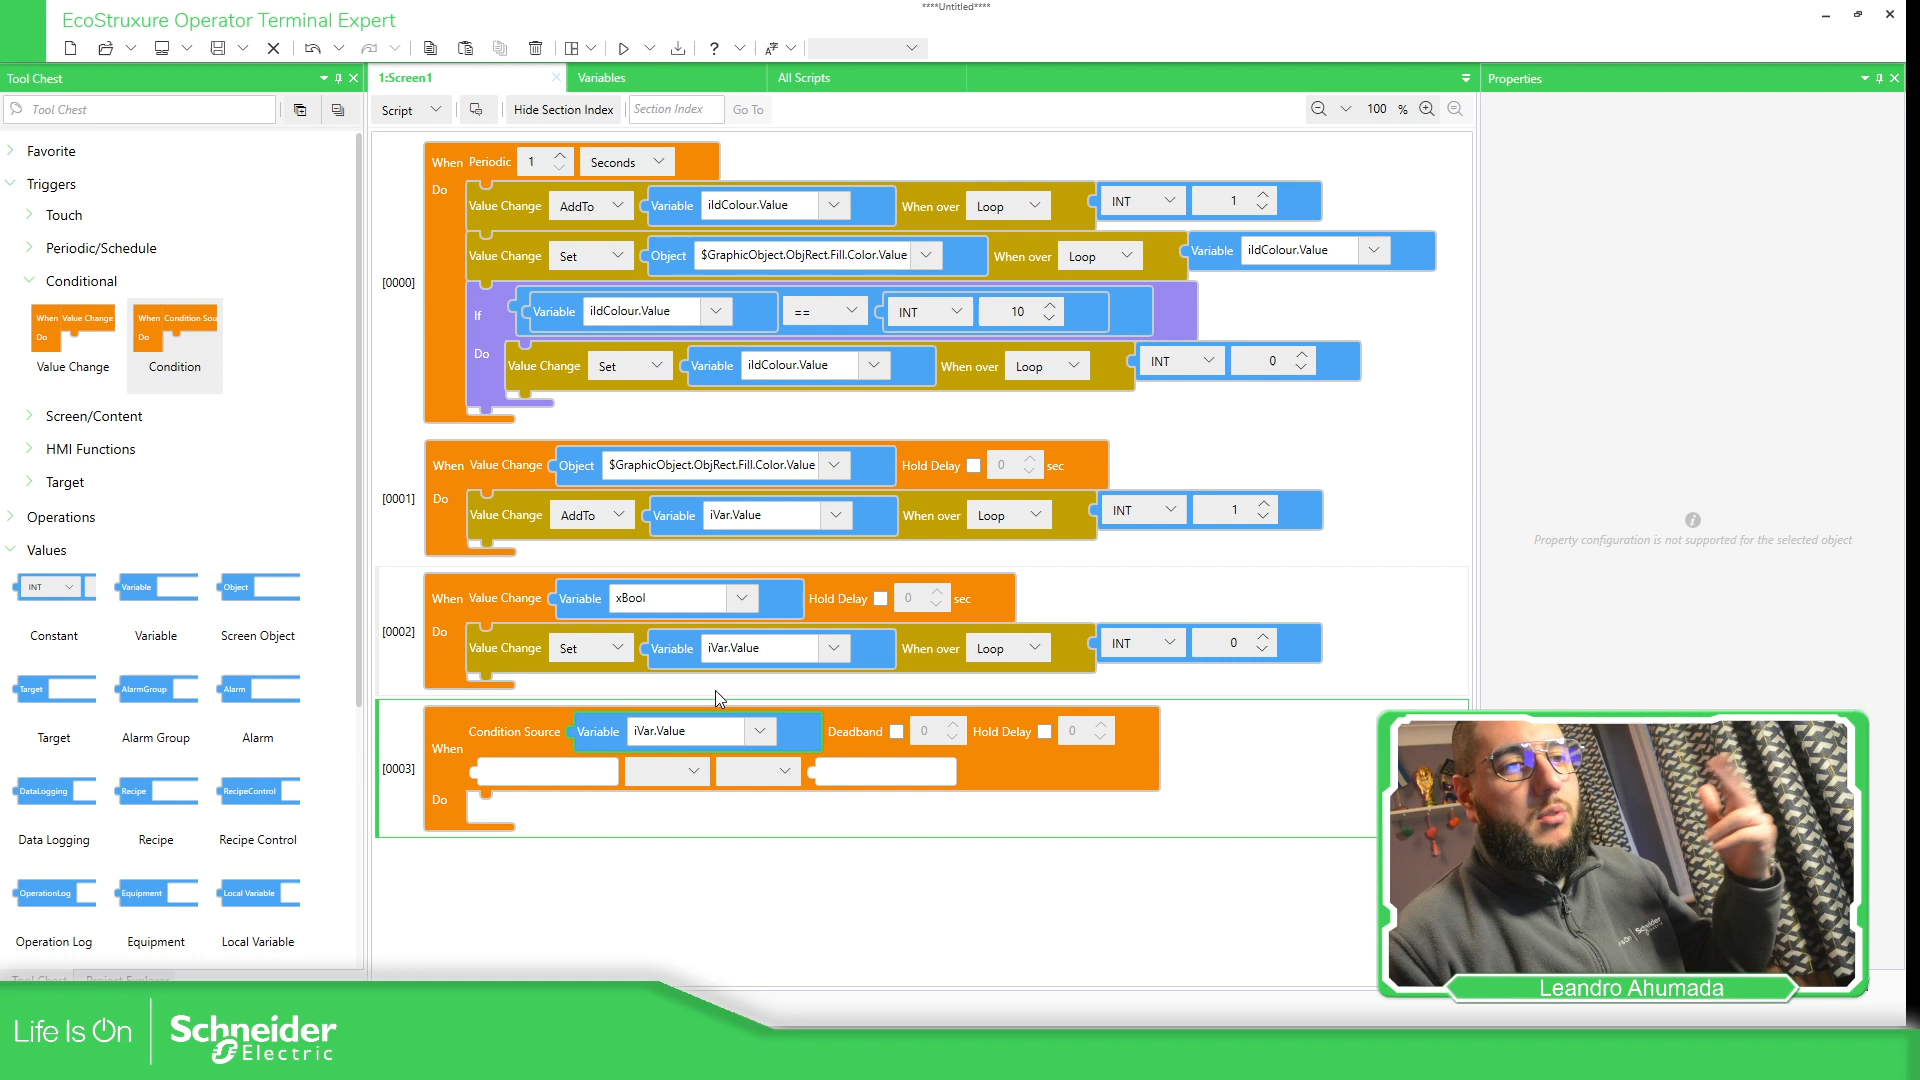 ****Untitled****
EcoStruxure Operator Terminal Expert
Tool Chest
1:Screen1
Variables
All Scripts
Properties
Tool Chest
Script
Hide Section Index
Section Index
Go To
100 %
Favorite
Triggers
Touch
Periodic/Schedule
Conditional
When Value Change
Do
When Condition Sou
Do
Value Change
Condition
Screen/Content
HMI Functions
Target
Operations
Values
INT
Variable
Object
Constant
Variable
Screen Object
Target
AlarmGroup
Alarm
Target
Alarm Group
Alarm
DataLogging
Recipe
RecipeControl
Data Logging
Recipe
Recipe Control
OperationLog
Equipment
Local Variable
Operation Log
Equipment
Local Variable
Tool Chest
Project Explorer
[0000]
When Periodic 1 Seconds
Do
Value Change AddTo Variable iIdColour.Value When over Loop INT 1
Value Change Set Object $GraphicObject.ObjRect.Fill.Color.Value When over Loop Variable iIdColour.Value
If Variable iIdColour.Value == INT 10
Do Value Change Set Variable iIdColour.Value When over Loop INT 0
[0001]
When Value Change Object $GraphicObject.ObjRect.Fill.Color.Value Hold Delay 0 sec
Do
Value Change AddTo Variable iVar.Value When over Loop INT 1
[0002]
When Value Change Variable xBool Hold Delay 0 sec
Do
Value Change Set Variable iVar.Value When over Loop INT 0
[0003]
Condition Source Variable iVar.Value Deadband 0 Hold Delay 0
When
Do
Property configuration is not supported for the selected object
Leandro Ahumada
Life Is On
Schneider
Electric